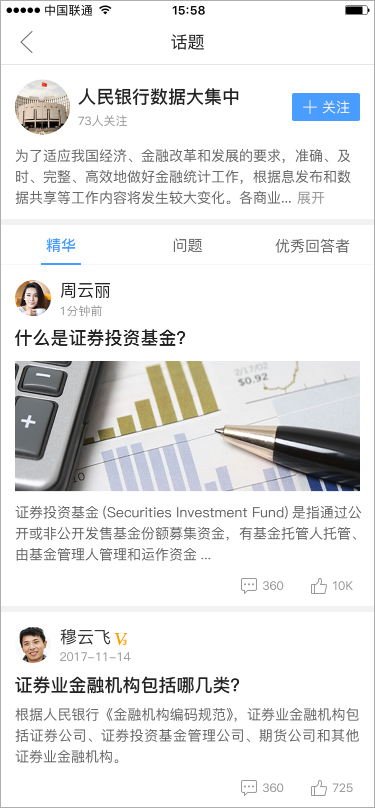 中国联通 15:58
话题
人民银行数据大集中
73人关注
关注
为了适应我国经济、金融改革和发展的要求，准确、及
时、完整、高效地做好金融统计工作，根据息发布和数
据共享等工作内容将发生较大变化。各商业... 展开
精华 问题 优秀回答者
周云丽
1分钟前
什么是证券投资基金?
2/17/02
$0.92
10
证券投资基金 (Securities Investment Fund) 是指通过公
开或非公开发售基金份额募集资金，有基金托管人托管、
由基金管理人管理和运作资金 ...
360 10K
穆云飞 V3
2017-11-14
证券业金融机构包括哪几类?
根据人民银行《金融机构编码规范》，证券业金融机构包
括证券公司、证券投资基金管理公司、期货公司和其他
证券业金融机构。
360 725